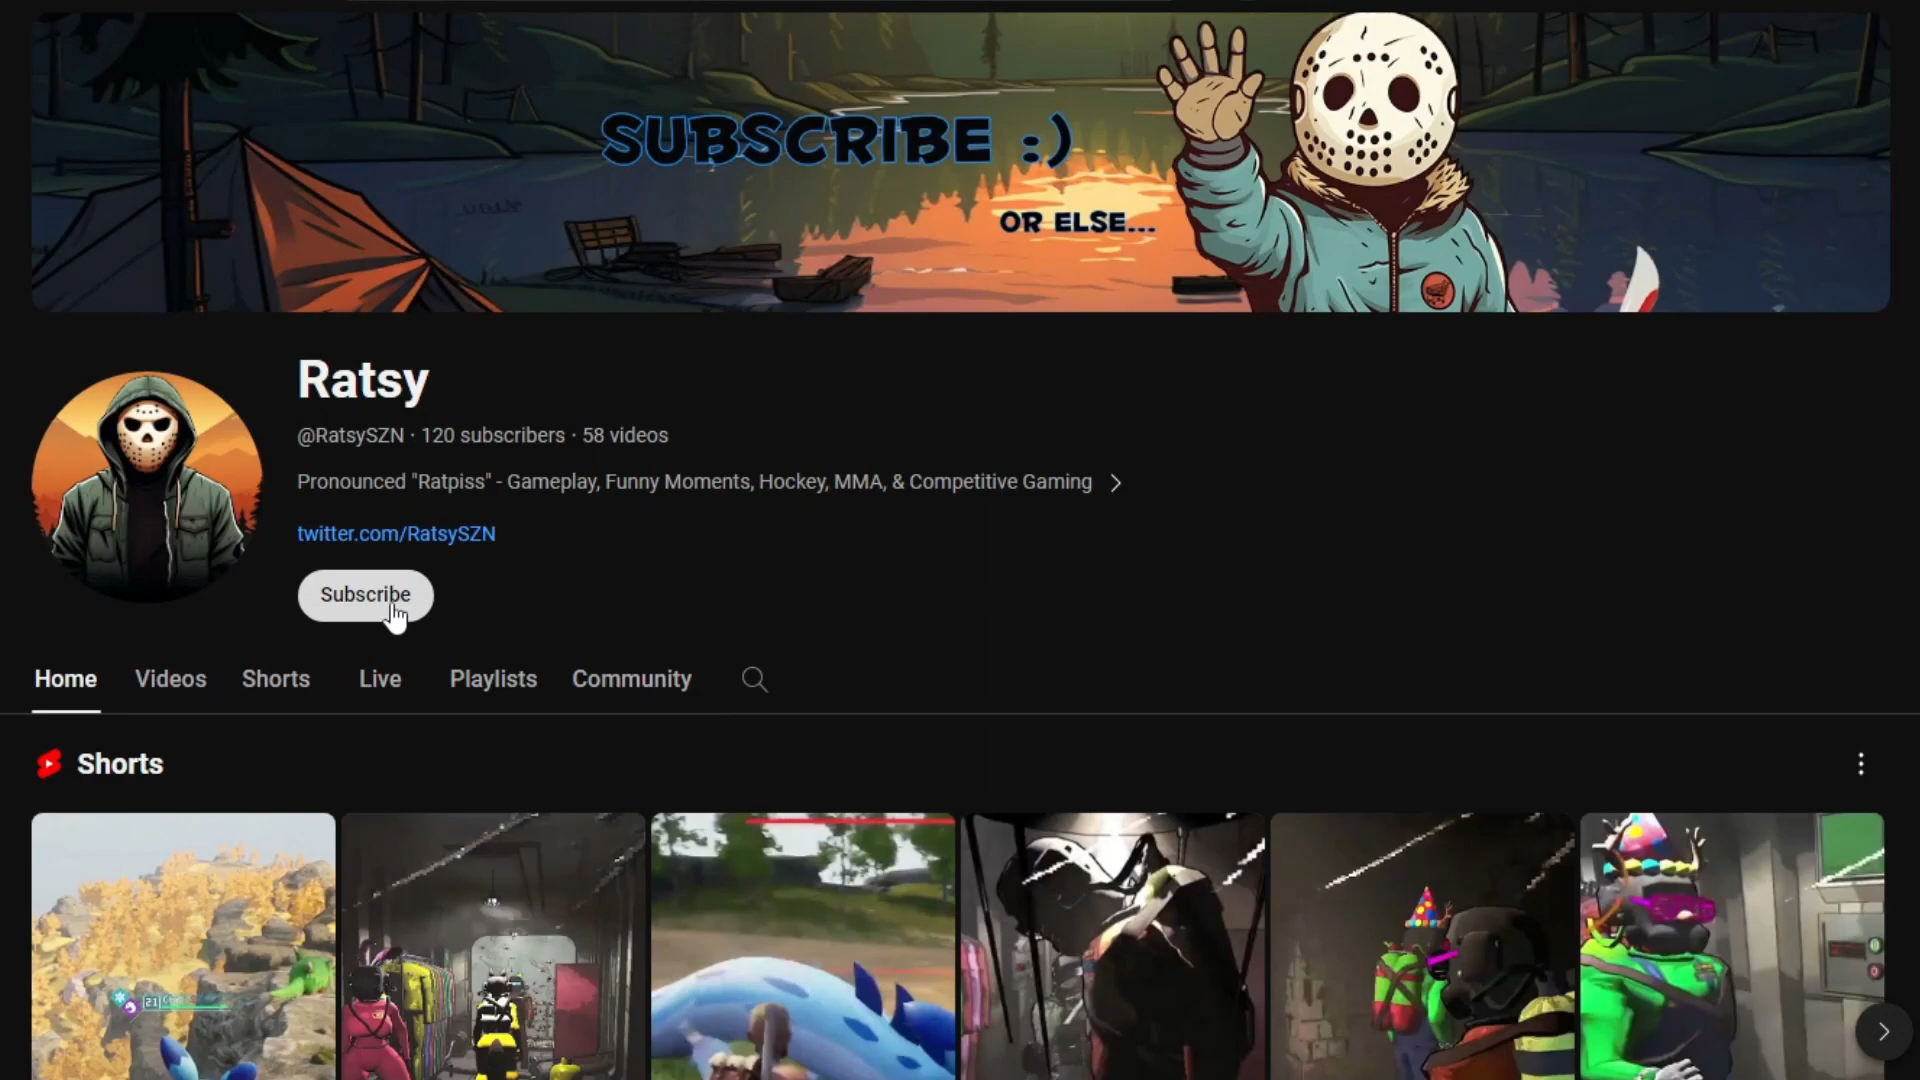 SUBSCRIBE :)
OR ELSE...
Ratsy
@RatsySZN · 120 subscribers · 58 videos
Pronounced "Ratpiss" - Gameplay, Funny Moments, Hockey, MMA, & Competitive Gaming
twitter.com/RatsySZN
Subscribe
Home Videos Shorts Live Playlists Community
Shorts
21